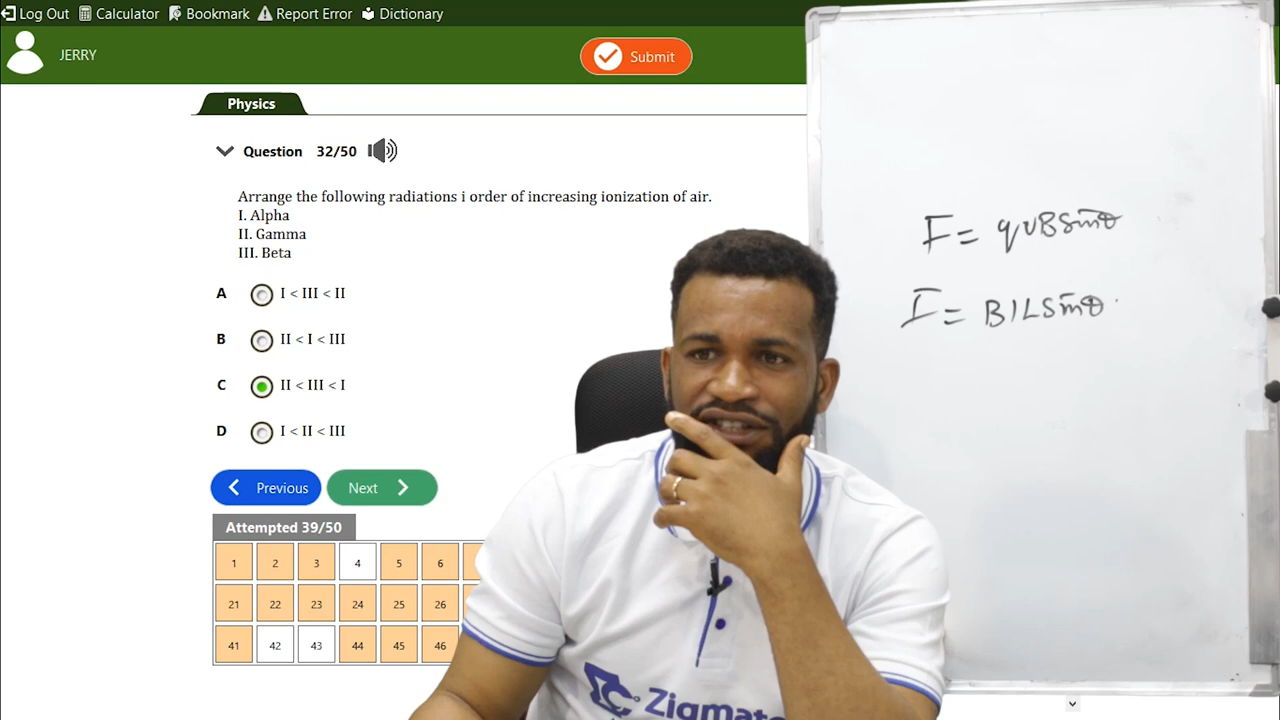 Log Out Calculator Bookmark Report Error Dictionary
JERRY
Submit
Physics
Question 32/50
Arrange the following radiations i order of increasing ionization of air.
I. Alpha
II. Gamma
III. Beta
A I < III < II
B II < I < III
C II < III < I
D I < II < III
Previous Next
Attempted 39/50
1 2 3 4 5 6
21 22 23 24 25 26
41 42 43 44 45 46
F = qVBSinθ
F = BILSinθ